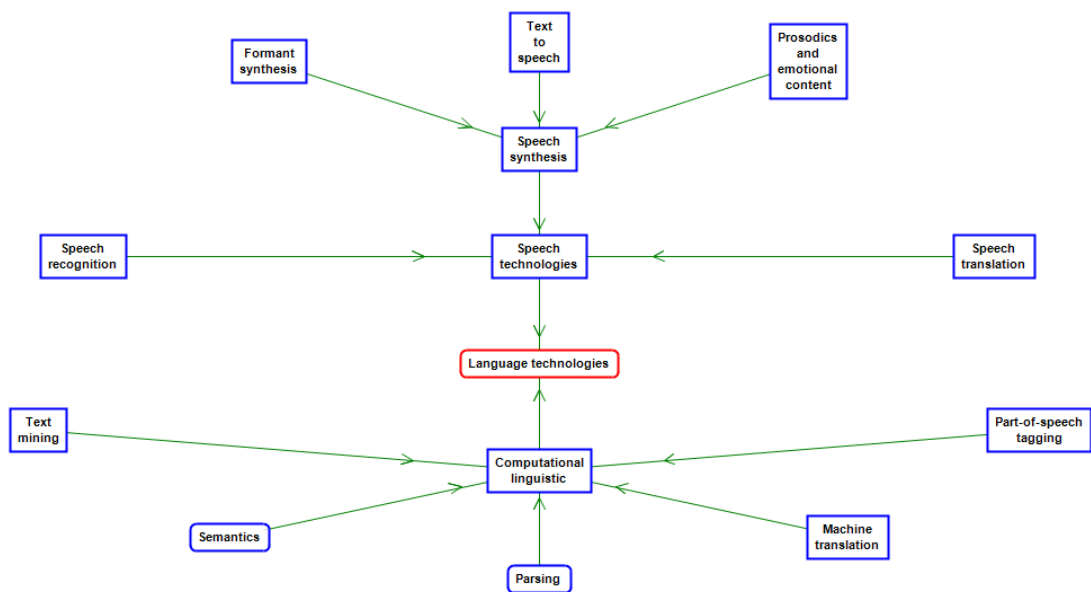 Text
to
speech
Prosodics
and
emotional
content
Formant
synthesis
Speech
synthesis
Speech
recognition
Speech
technologies
Speech
translation
Language technologies
Text
mining
Part-of-speech
tagging
Computational
linguistic
Semantics
Machine
translation
Parsing